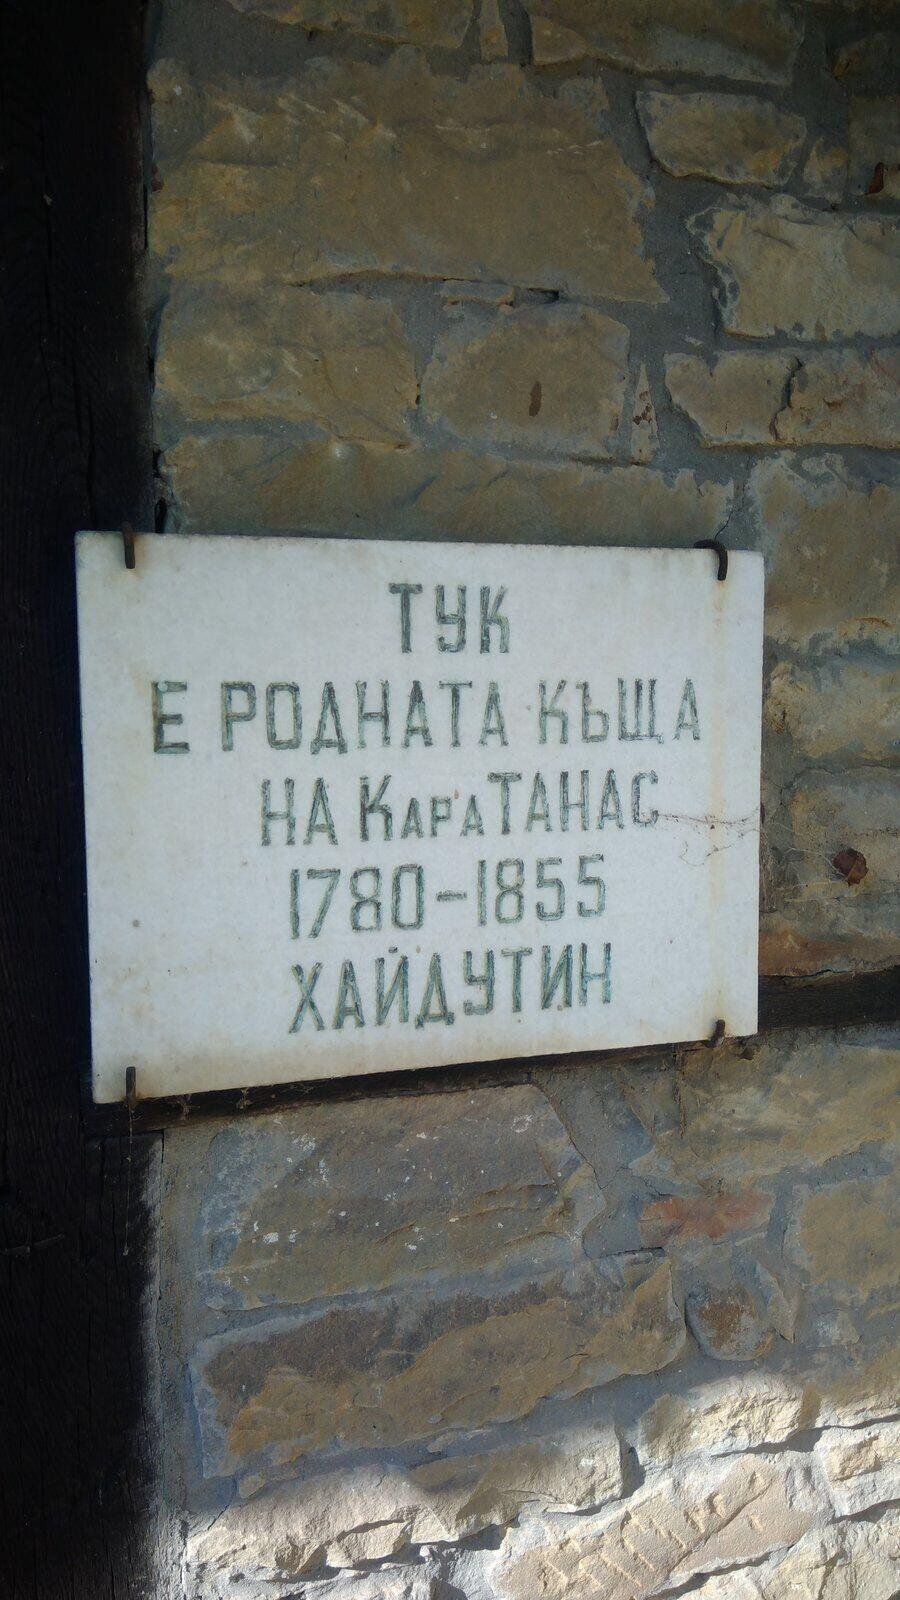 ТУК
Е РОДНАТА КЪЩА
НА КараТАНАС
1780-1855
ХАЙДУТИН